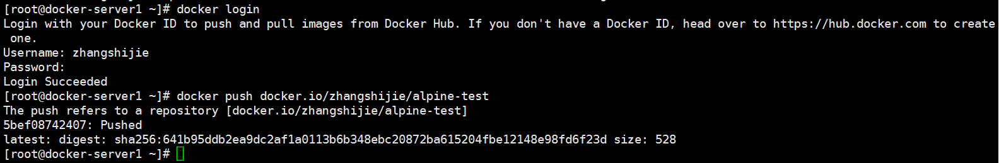 [root@docker-server1 ~]# docker login
Login with your Docker ID to push and pull images from Docker Hub. If you don't have a Docker ID, head over to https://hub.docker.com to create
 one.
Username: zhangshijie
Password:
Login Succeeded
[root@docker-server1 ~]# docker push docker.io/zhangshijie/alpine-test
The push refers to a repository [docker.io/zhangshijie/alpine-test]
5bef08742407: Pushed
latest: digest: sha256:641b95ddb2ea9dc2af1a0113b6b348ebc20872ba615204fbe12148e98fd6f23d size: 528
[root@docker-server1 ~]#